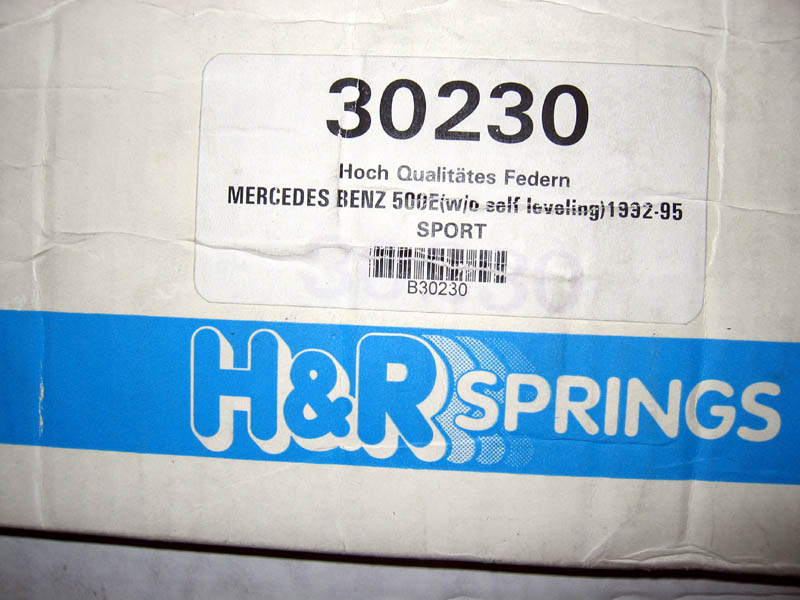 30230
Hoch Qualitätes Federn
MERCEDES BENZ 500E(w/o self leveling)1992-95
SPORT
B30230
H&R SPRINGS